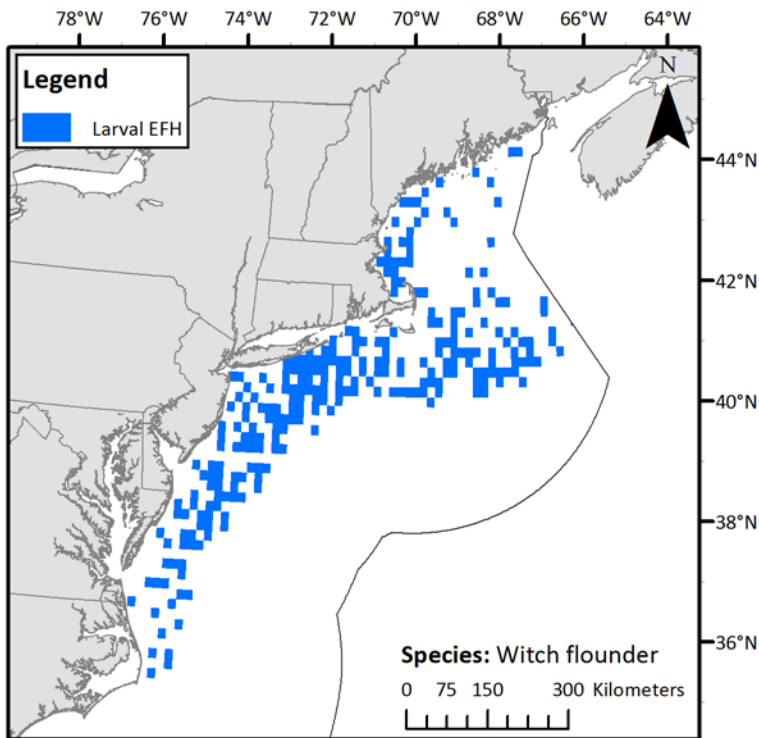 78°W 76°W 74°W 72°W 70°W 68°W 66°W 64°W
Legend
Larval EFH
N
44°N
42°N
40°N
38°N
36°N
Species: Witch flounder
0 75 150 300 Kilometers